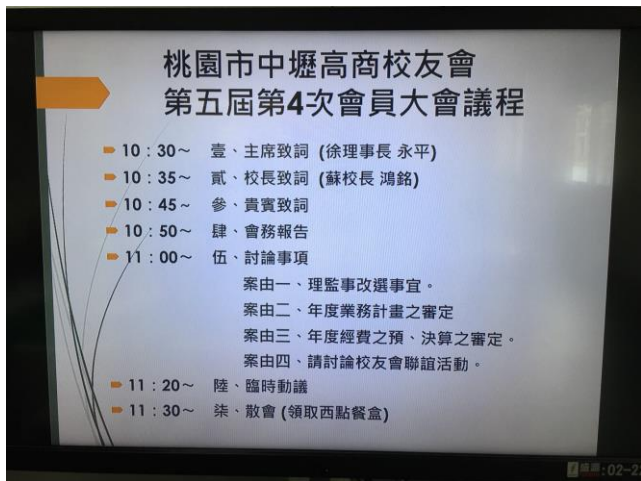 桃園市中壢高商校友會
第五屆第4次會員大會議程
10：30～ 壹、主席致詞 (徐理事長 永平)
10：35～ 貳、校長致詞 (蘇校長 鴻銘)
10：45～ 參、貴賓致詞
10：50～ 肆、會務報告
11：00～ 伍、討論事項
案由一、理監事改選事宜。
案由二、年度業務計畫之審定
案由三、年度經費之預、決算之審定。
案由四、請討論校友會聯誼活動。
11：20～ 陸、臨時動議
11：30～ 柒、散會 (領取西點餐盒)
:02-2